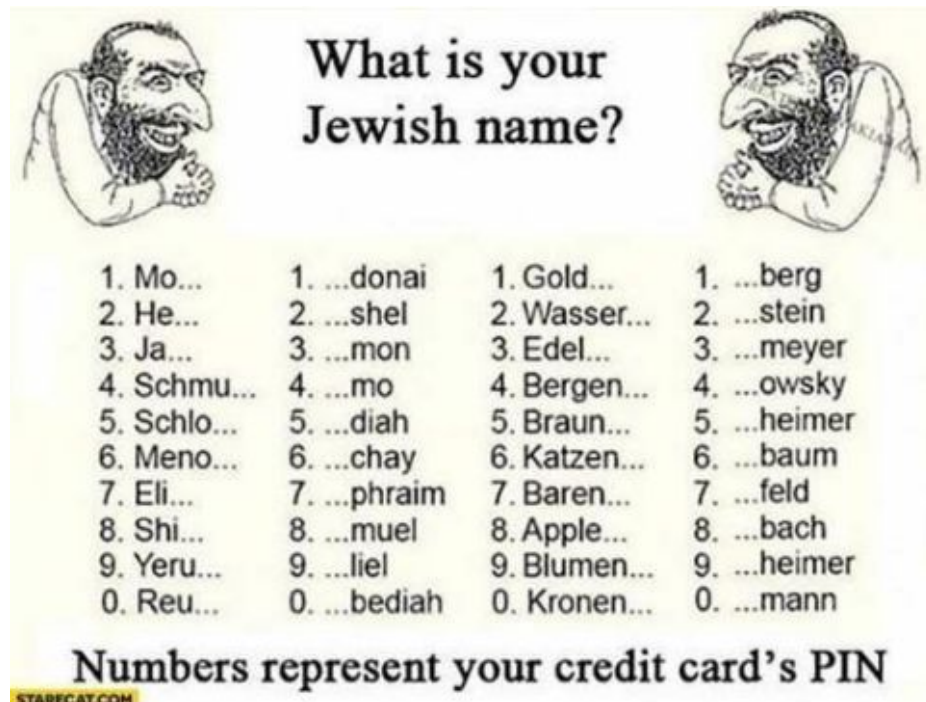 What is your
Jewish name?
1. Mo... 1. ...donai 1. Gold... 1. ...berg
2. He... 2. ...shel 2. Wasser... 2. ...stein
3. Ja... 3. ...mon 3. Edel... 3. ...meyer
4. Schmu... 4. ...mo 4. Bergen... 4. ...owsky
5. Schlo... 5. ...diah 5. Braun... 5. ...heimer
6. Meno... 6. ...chay 6. Katzen... 6. ...baum
7. Eli... 7. ...phraim 7. Baren... 7. ...feld
8. Shi... 8. ...muel 8. Apple... 8. ...bach
9. Yeru... 9. ...liel 9. Blumen... 9. ...heimer
0. Reu... 0. ...bediah 0. Kronen... 0. ...mann
Numbers represent your credit card’s PIN
STARECAT.COM